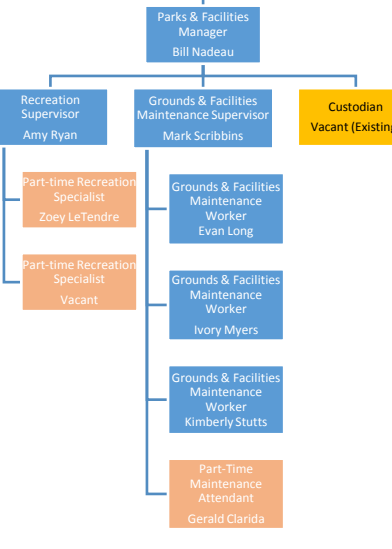 Parks & Facilities
Manager
Bill Nadeau
Recreation
Supervisor
Amy Ryan
Grounds & Facilities
Maintenance Supervisor
Mark Scribbins
Custodian
Vacant (Existing
Part-time Recreation
Specialist
Zoey LeTendre
Part-time Recreation
Specialist
Vacant
Grounds & Facilities
Maintenance
Worker
Evan Long
Grounds & Facilities
Maintenance
Worker
Ivory Myers
Grounds & Facilities
Maintenance
Worker
Kimberly Stutts
Part-Time
Maintenance
Attendant
Gerald Clarida